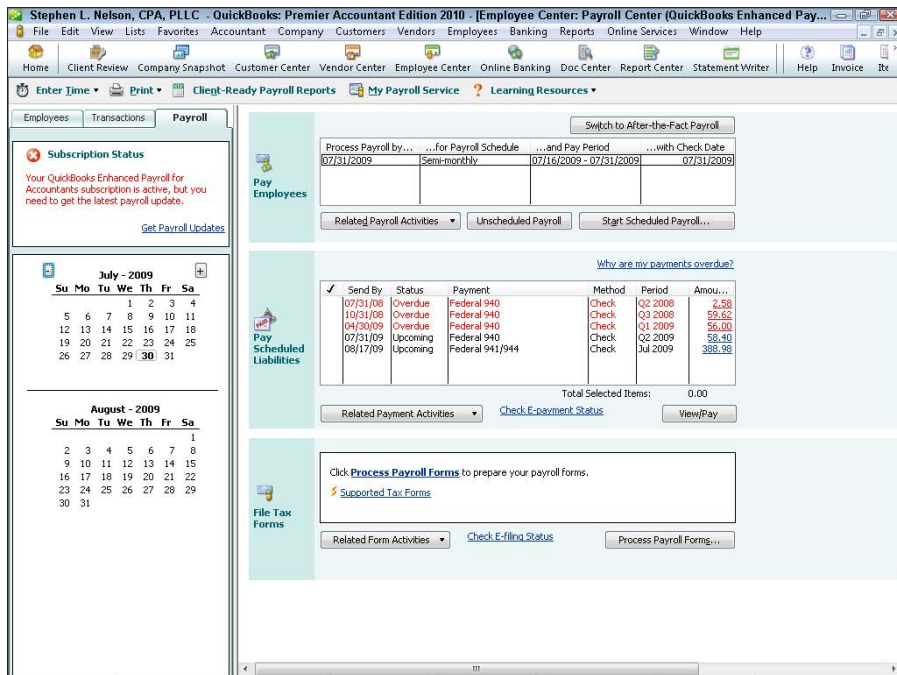 Stephen L. Nelson, CPA, PLLC - QuickBooks: Premier Accountant Edition 2010 - [Employee Center: Payroll Center (QuickBooks Enhanced Pay...
File Edit View Lists Favorites Accountant Company Customers Vendors Employees Banking Reports Online Services Window Help
Home Client Review Company Snapshot Customer Center Vendor Center Employee Center Online Banking Doc Center Report Center Statement Writer Help Invoice Ite
Enter Time Print Client-Ready Payroll Reports My Payroll Service ? Learning Resources
Employees Transactions Payroll
Subscription Status
Your QuickBooks Enhanced Payroll for
Accountants subscription is active, but you
need to get the latest payroll update.
Get Payroll Updates
July - 2009
Su Mo Tu We Th Fr Sa
1 2 3 4
5 6 7 8 9 10 11
12 13 14 15 16 17 18
19 20 21 22 23 24 25
26 27 28 29 30 31
August - 2009
Su Mo Tu We Th Fr Sa
1
2 3 4 5 6 7 8
9 10 11 12 13 14 15
16 17 18 19 20 21 22
23 24 25 26 27 28 29
30 31
Switch to After-the-Fact Payroll
Pay
Employees
Process Payroll by... ...for Payroll Schedule ...and Pay Period ...with Check Date
07/31/2009 Semi-monthly 07/16/2009 - 07/31/2009 07/31/2009
Related Payroll Activities Unscheduled Payroll Start Scheduled Payroll...
Why are my payments overdue?
Pay
Scheduled
Liabilities
✓ Send By Status Payment Method Period Amou...
07/31/08 Overdue Federal 940 Check Q2 2008 2.58
10/31/08 Overdue Federal 940 Check Q3 2008 59.62
04/30/09 Overdue Federal 940 Check Q1 2009 56.00
07/31/09 Upcoming Federal 940 Check Q2 2009 58.40
08/17/09 Upcoming Federal 941/944 Check Jul 2009 388.98
Total Selected Items: 0.00
Related Payment Activities Check E-payment Status View/Pay
File Tax
Forms
Click Process Payroll Forms to prepare your payroll forms.
Supported Tax Forms
Related Form Activities Check E-filing Status Process Payroll Forms...